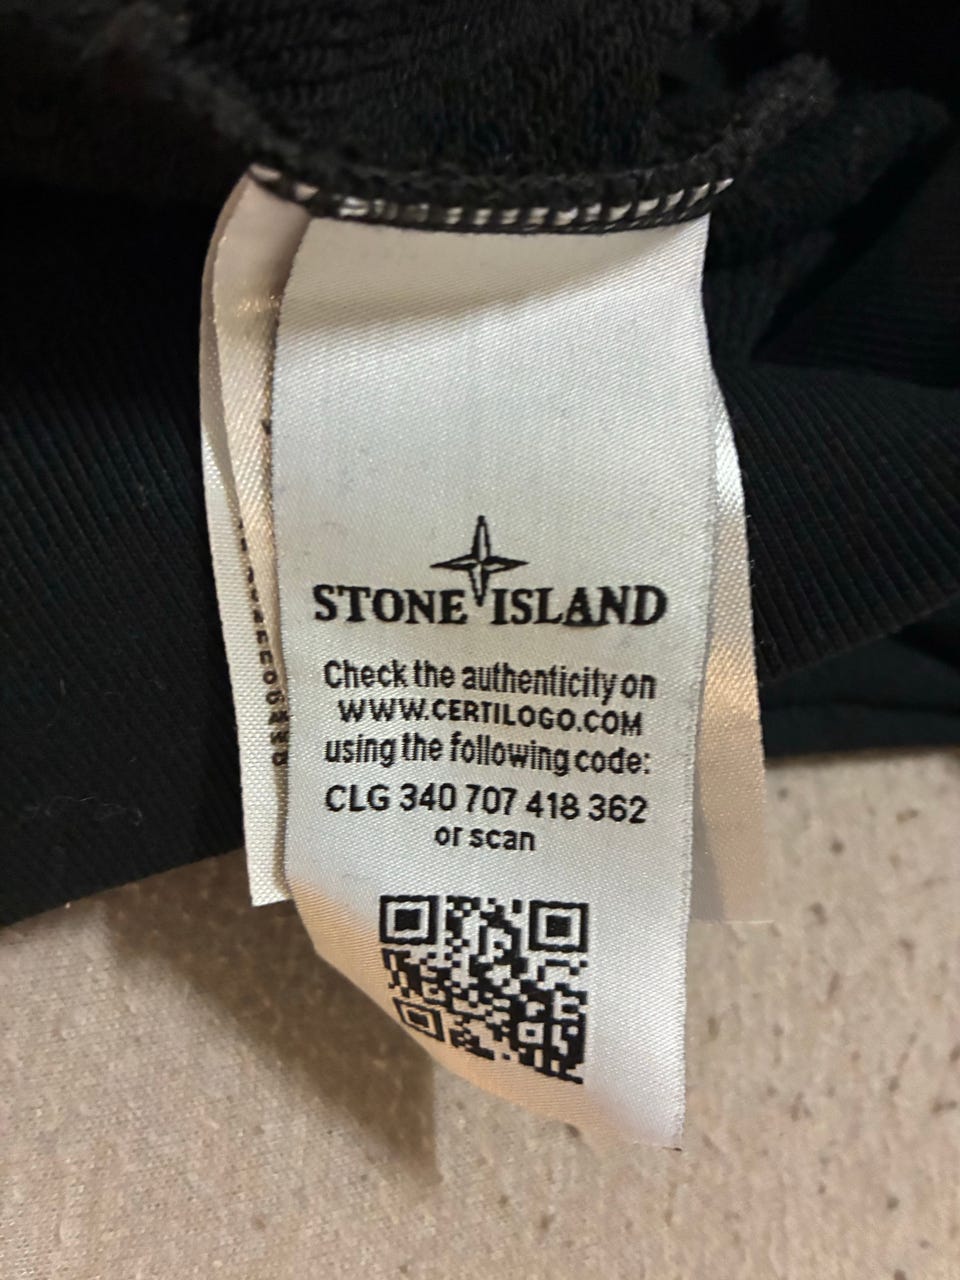 STONE ISLAND
Check the authenticity on
WWW.CERTILOGO.COM
using the following code:
CLG 340 707 418 362
or scan